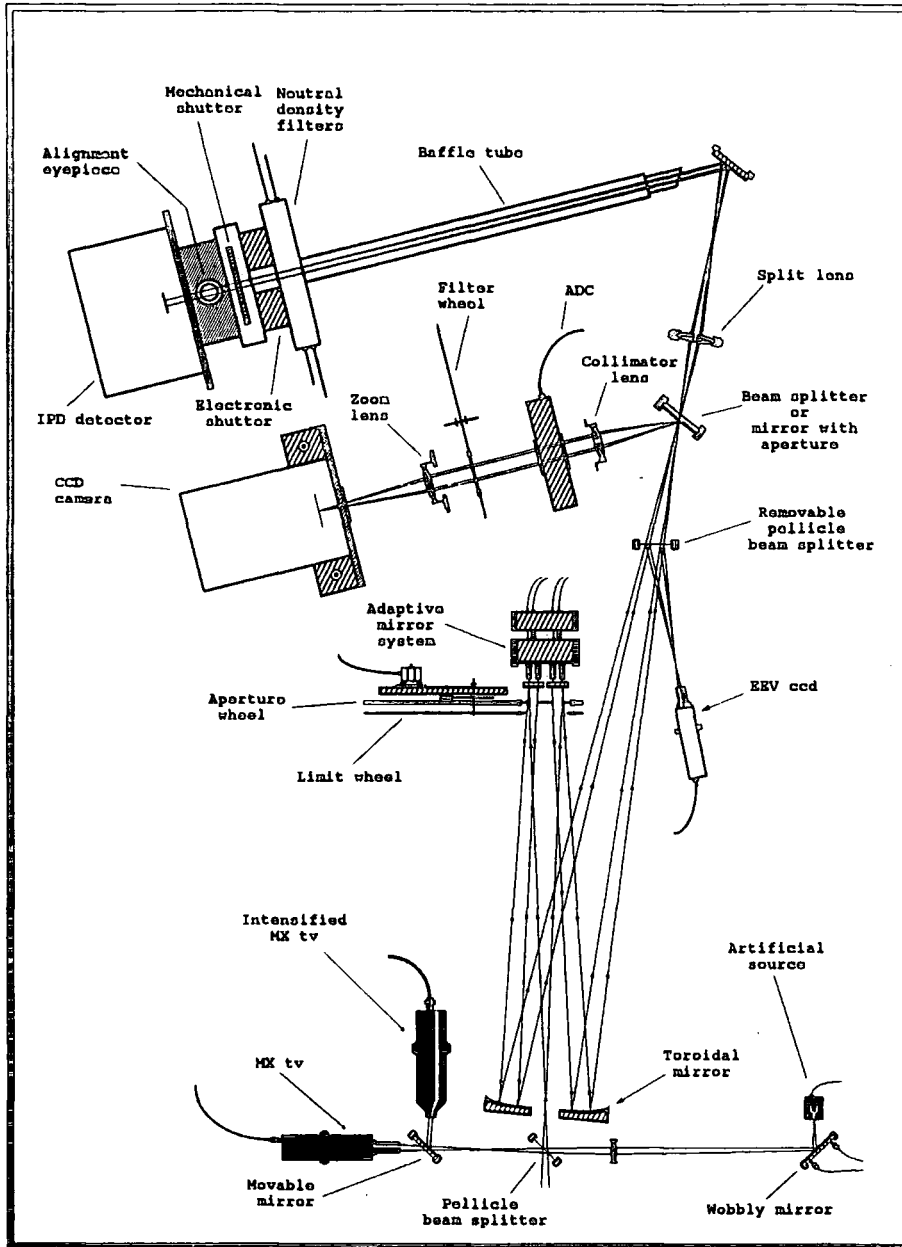 Mechanical
shutter
Neutral
density
filters
Alignment
eyepiece
Baffle tube
Split lens
Filter
wheel
ADC
Collimator
lens
Zoom
lens
Beam splitter
or
mirror with
aperture
IPD detector
Electronic
shutter
CCD
camera
Removable
pellicle
beam splitter
Adaptive
mirror
system
Aperture
wheel
EEV ccd
Limit wheel
Intensified
MX tv
Artificial
source
MX tv
Toroidal
mirror
Movable
mirror
Pellicle
beam splitter
Wobbly mirror